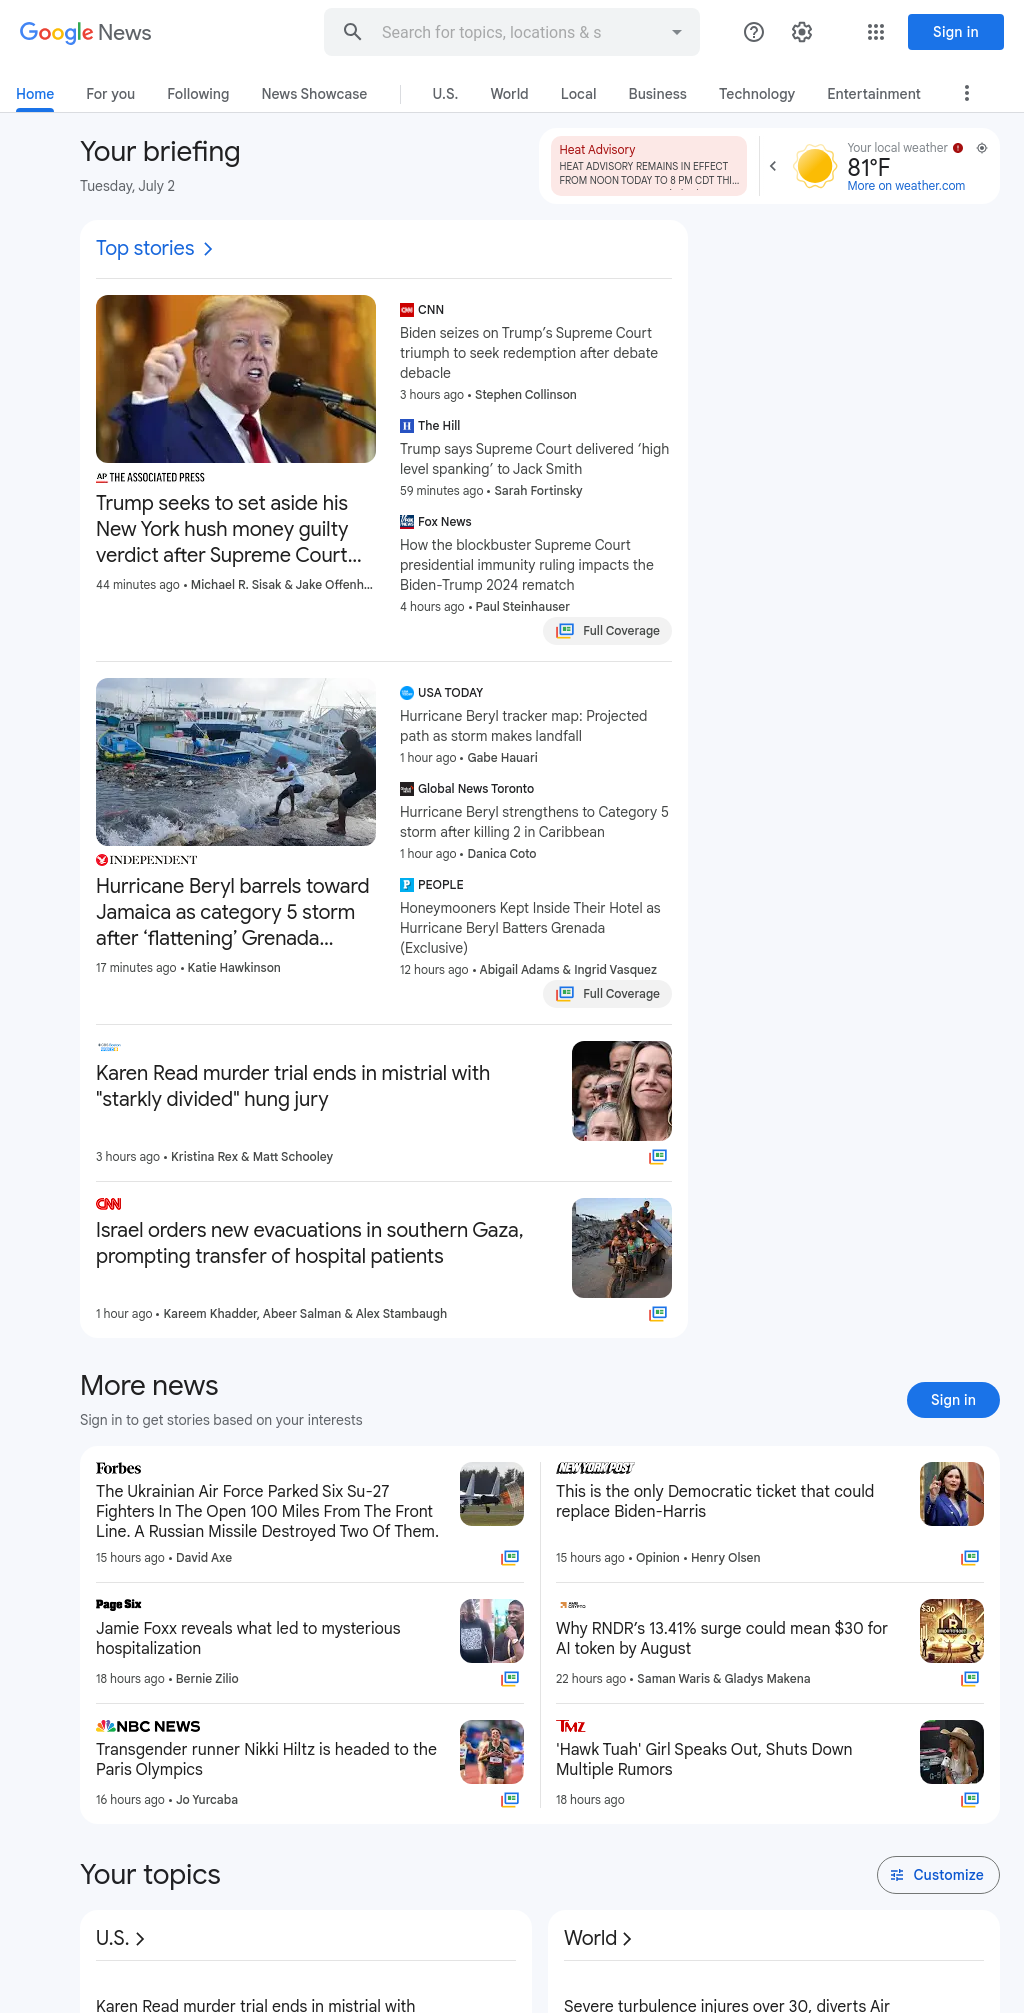 Google News
Search for topics, locations & s
Sign in
Home
For you
Following
News Showcase
U.S.
World
Local
Business
Technology
Entertainment
Your briefing
Tuesday, July 2
Heat Advisory
HEAT ADVISORY REMAINS IN EFFECT
FROM NOON TODAY TO 8 PM CDT THI...
Your local weather
81°F
More on weather.com
Top stories
THE ASSOCIATED PRESS
Trump seeks to set aside his
New York hush money guilty
verdict after Supreme Court...
44 minutes ago • Michael R. Sisak & Jake Offenh...
CNN
Biden seizes on Trump’s Supreme Court
triumph to seek redemption after debate
debacle
3 hours ago • Stephen Collinson
The Hill
Trump says Supreme Court delivered ‘high
level spanking’ to Jack Smith
59 minutes ago • Sarah Fortinsky
Fox News
How the blockbuster Supreme Court
presidential immunity ruling impacts the
Biden-Trump 2024 rematch
4 hours ago • Paul Steinhauser
Full Coverage
INDEPENDENT
Hurricane Beryl barrels toward
Jamaica as category 5 storm
after ‘flattening’ Grenada...
17 minutes ago • Katie Hawkinson
USA TODAY
Hurricane Beryl tracker map: Projected
path as storm makes landfall
1 hour ago • Gabe Hauari
Global News Toronto
Hurricane Beryl strengthens to Category 5
storm after killing 2 in Caribbean
1 hour ago • Danica Coto
PEOPLE
Honeymooners Kept Inside Their Hotel as
Hurricane Beryl Batters Grenada
(Exclusive)
12 hours ago • Abigail Adams & Ingrid Vasquez
Full Coverage
Karen Read murder trial ends in mistrial with
"starkly divided" hung jury
3 hours ago • Kristina Rex & Matt Schooley
CNN
Israel orders new evacuations in southern Gaza,
prompting transfer of hospital patients
1 hour ago • Kareem Khadder, Abeer Salman & Alex Stambaugh
More news
Sign in to get stories based on your interests
Sign in
Forbes
The Ukrainian Air Force Parked Six Su-27
Fighters In The Open 100 Miles From The Front
Line. A Russian Missile Destroyed Two Of Them.
15 hours ago • David Axe
Page Six
Jamie Foxx reveals what led to mysterious
hospitalization
18 hours ago • Bernie Zilio
NBC NEWS
Transgender runner Nikki Hiltz is headed to the
Paris Olympics
16 hours ago • Jo Yurcaba
NEW YORK POST
This is the only Democratic ticket that could
replace Biden-Harris
15 hours ago • Opinion • Henry Olsen
Why RNDR’s 13.41% surge could mean $30 for
AI token by August
22 hours ago • Saman Waris & Gladys Makena
$30
TMZ
'Hawk Tuah' Girl Speaks Out, Shuts Down
Multiple Rumors
18 hours ago
Your topics
Customize
U.S.
Karen Read murder trial ends in mistrial with
World
Severe turbulence injures over 30, diverts Air